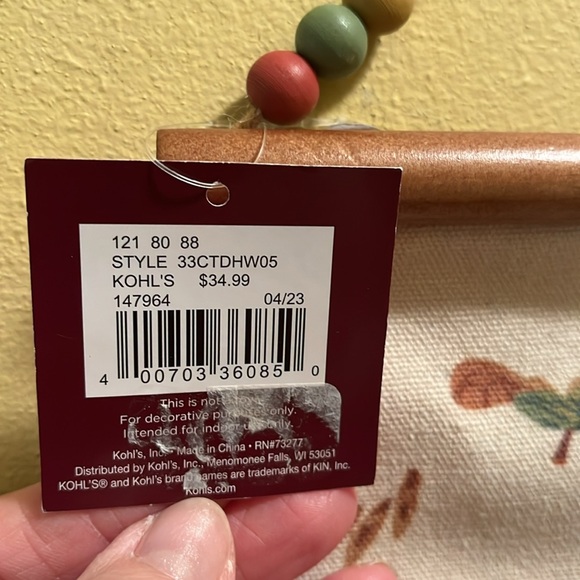 121 80 88
STYLE 33CTDHW05
KOHL'S $34.99
147964 04/23
4 00703 36085 0
This is not
For decorative purposes only.
Intended for indoor use only.
Kohl's, Inc. Made in China • RN#73277
Distributed by Kohl's, Inc., Menomonee Falls, WI 53051
KOHL'S® and Kohl's brand names are trademarks of KIN, Inc.
Kohls.com